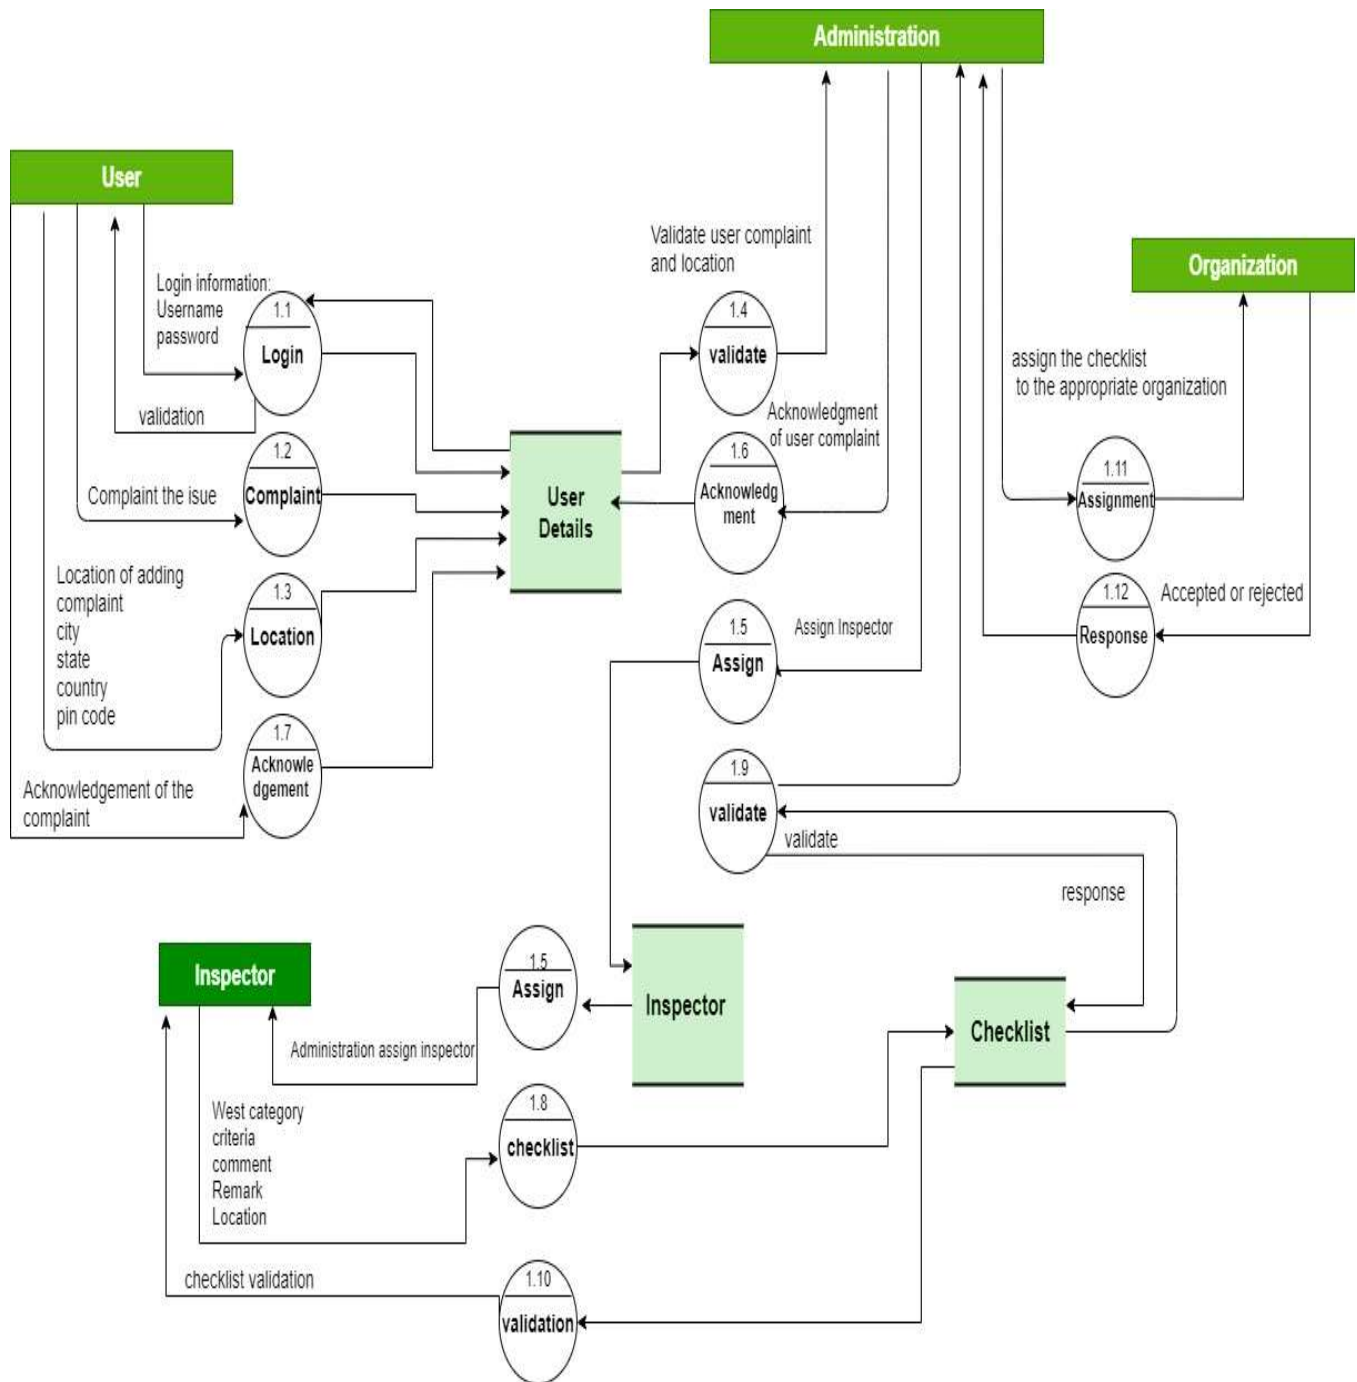 Administration
User
Organization
Validate user complaint
and location
Login information:
Username
password
1.1
Login
validation
1.4
validate
assign the checklist
to the appropriate organization
Acknowledgment
of user complaint
1.2
Complaint
Complaint the isue
User
Details
1.6
Acknowledg
ment
1.11
Assignment
Location of adding
complaint
city
state
country
pin code
1.3
Location
1.5
Assign
Assign Inspector
1.12
Response
Accepted or rejected
1.7
Acknowle
dgement
Acknowledgement of the
complaint
1.9
validate
validate
response
Inspector
1.5
Assign
Inspector
Checklist
Administration assign inspector
West category
criteria
comment
Remark
Location
1.8
checklist
checklist validation
1.10
validation